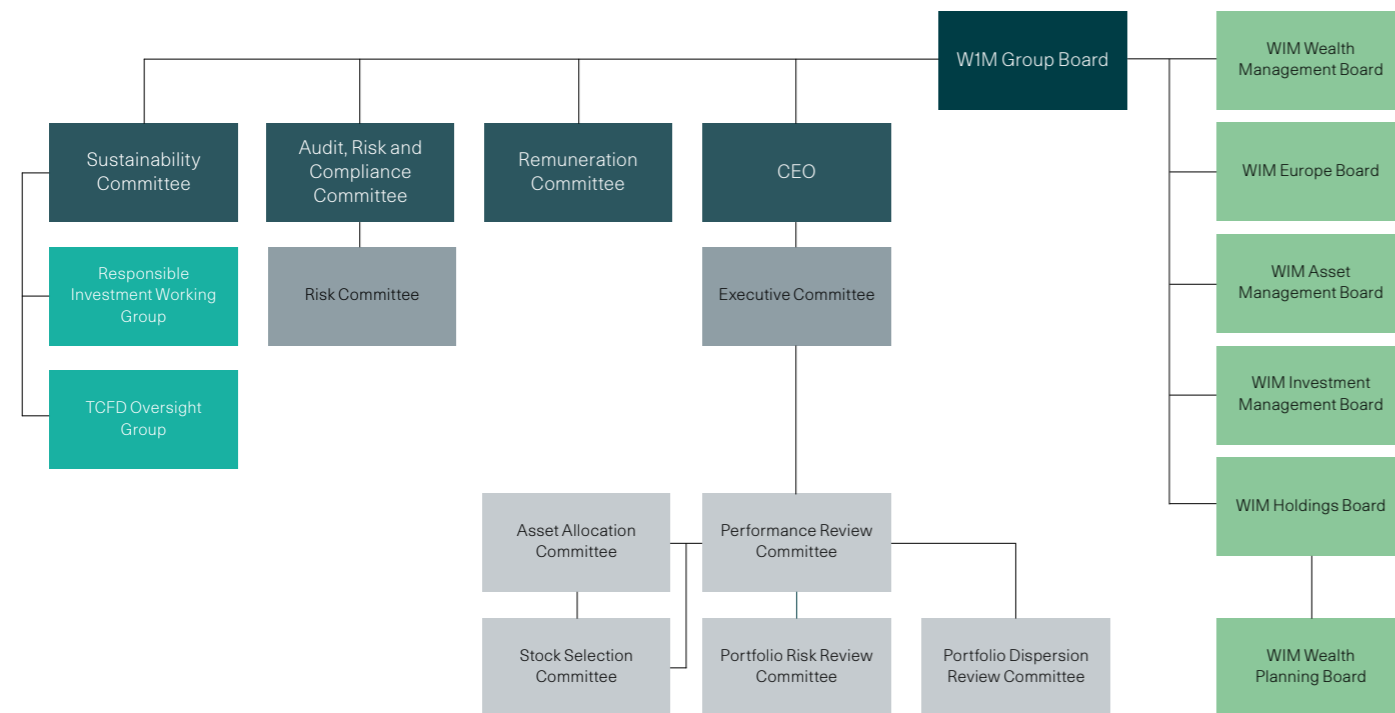 W1M Group Board
WIM Wealth
Management Board
Sustainability
Committee
Audit, Risk and
Compliance
Committee
Remuneration
Committee
CEO
WIM Europe Board
Responsible
Investment Working
Group
Risk Committee
Executive Committee
WIM Asset
Management Board
TCFD Oversight
Group
WIM Investment
Management Board
WIM Holdings Board
Asset Allocation
Committee
Performance Review
Committee
Stock Selection
Committee
Portfolio Risk Review
Committee
Portfolio Dispersion
Review Committee
WIM Wealth
Planning Board